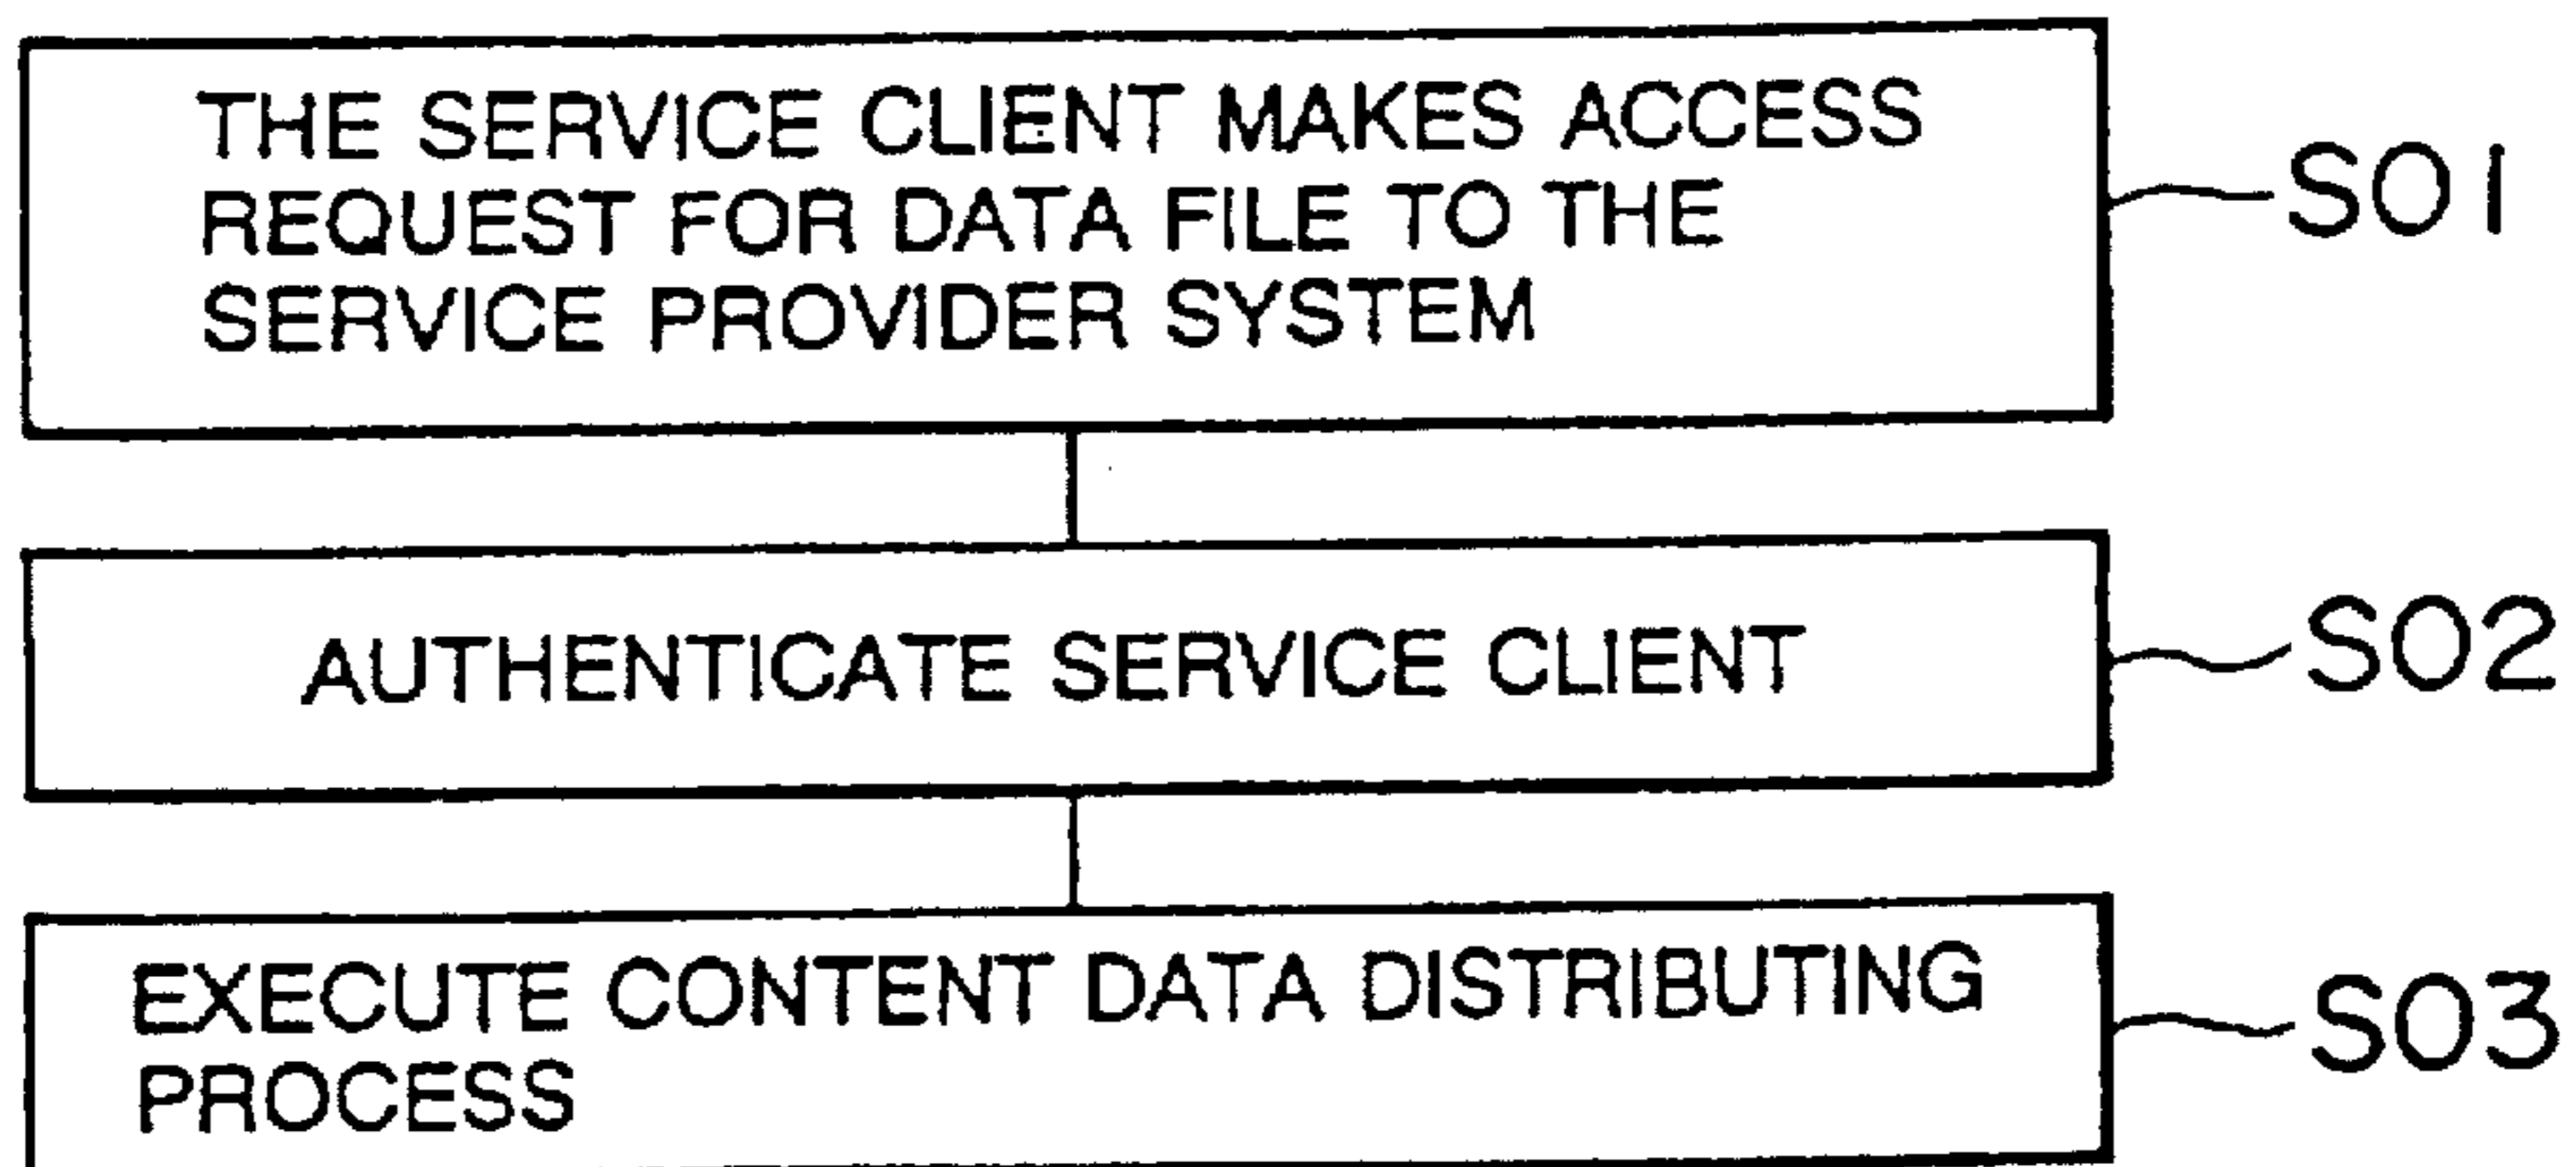 THE SERVICE CLIENT MAKES ACCESS
REQUEST FOR DATA FILE TO THE
SERVICE PROVIDER SYSTEM
S01
AUTHENTICATE SERVICE CLIENT
S02
EXECUTE CONTENT DATA DISTRIBUTING
PROCESS
S03